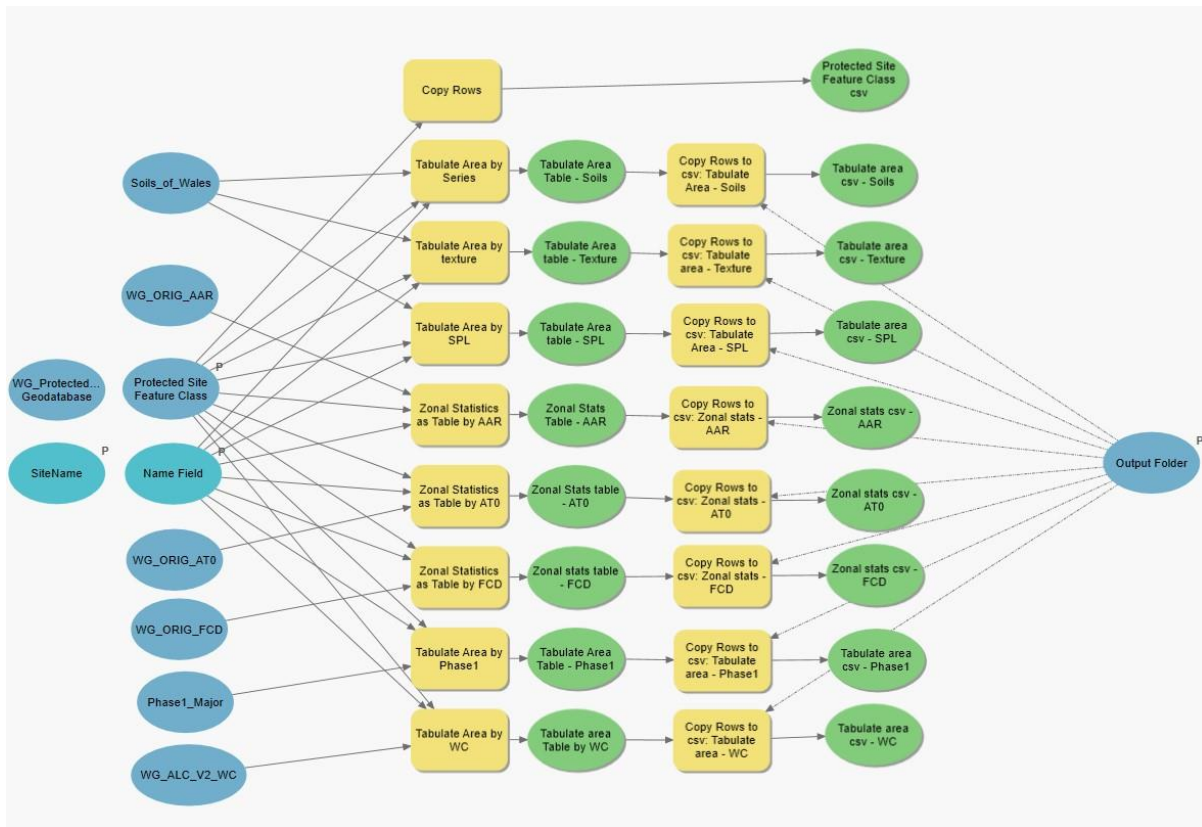 Copy Rows
Protected Site
Feature Class
csv
Soils_of_Wales
Tabulate Area by
Series
Tabulate Area
Table - Soils
Copy Rows to
csv: Tabulate
Area - Soils
Tabulate area
csv - Soils
Tabulate Area by
texture
Tabulate Area
table - Texture
Copy Rows to
csv: Tabulate
area - Texture
Tabulate area
csv - Texture
WG_ORIG_AAR
Tabulate Area by
SPL
Tabulate Area
table - SPL
Copy Rows to
csv: Tabulate
Area - SPL
Tabulate area
csv - SPL
WG_Protected...
Geodatabase
Protected Site
Feature Class
P
Zonal Statistics
as Table by AAR
Zonal Stats
Table - AAR
Copy Rows to
csv: Zonal stats -
AAR
Zonal stats csv -
AAR
SiteName
P
Name Field
P
Output Folder
P
Zonal Statistics
as Table by AT0
Zonal Stats table
- AT0
Copy Rows to
csv: Zonal stats -
AT0
Zonal stats csv -
AT0
WG_ORIG_AT0
Zonal Statistics
as Table by FCD
Zonal stats table
- FCD
Copy Rows to
csv: Zonal stats -
FCD
Zonal stats csv -
FCD
WG_ORIG_FCD
Tabulate Area by
Phase1
Tabulate Area
Table - Phase1
Copy Rows to
csv: Tabulate
area - Phase1
Tabulate area
csv - Phase1
Phase1_Major
Tabulate Area by
WC
Tabulate area
Table by WC
Copy Rows to
csv: Tabulate
area - WC
Tabulate area
csv - WC
WG_ALC_V2_WC